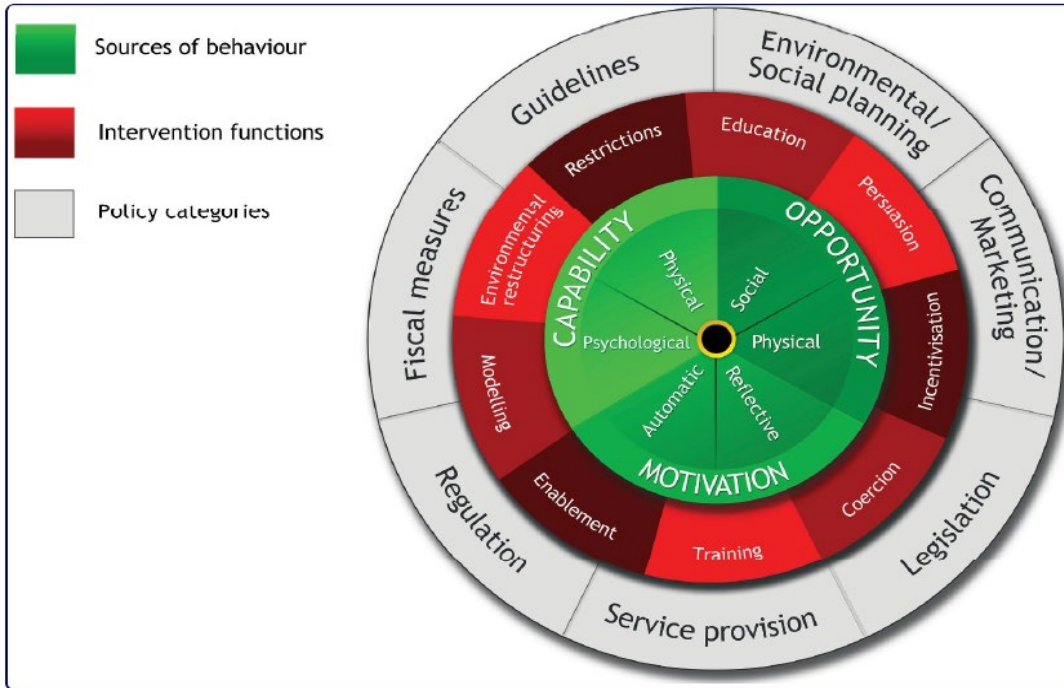 Sources of behaviour
Intervention functions
Policy categories
Guidelines
Environmental/
Social planning
Communication/
Marketing
Legislation
Service provision
Regulation
Fiscal measures
Restrictions
Education
Persuasion
Incentivisation
Coercion
Training
Enablement
Modelling
Environmental
restructuring
CAPABILITY
OPPORTUNITY
MOTIVATION
Physical
Social
Psychological
Physical
Automatic
Reflective